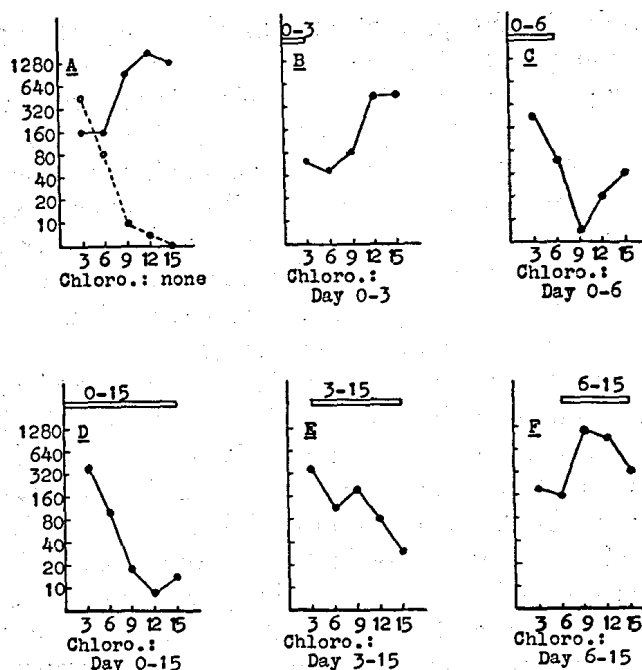 0-3
0-6
1280
640
320
160
80
40
20
10
A
B
C
3 6 9 12 15
3 6 9 12 15
3 6 9 12 15
Chloro.: none
Chloro.:
Day 0-3
Chloro.:
Day 0-6
0-15
3-15
6-15
1280
640
320
160
80
40
20
10
D
E
F
3 6 9 12 15
3 6 9 12 15
3 6 9 12 15
Chloro.:
Day 0-15
Chloro.:
Day 3-15
Chloro.:
Day 6-15